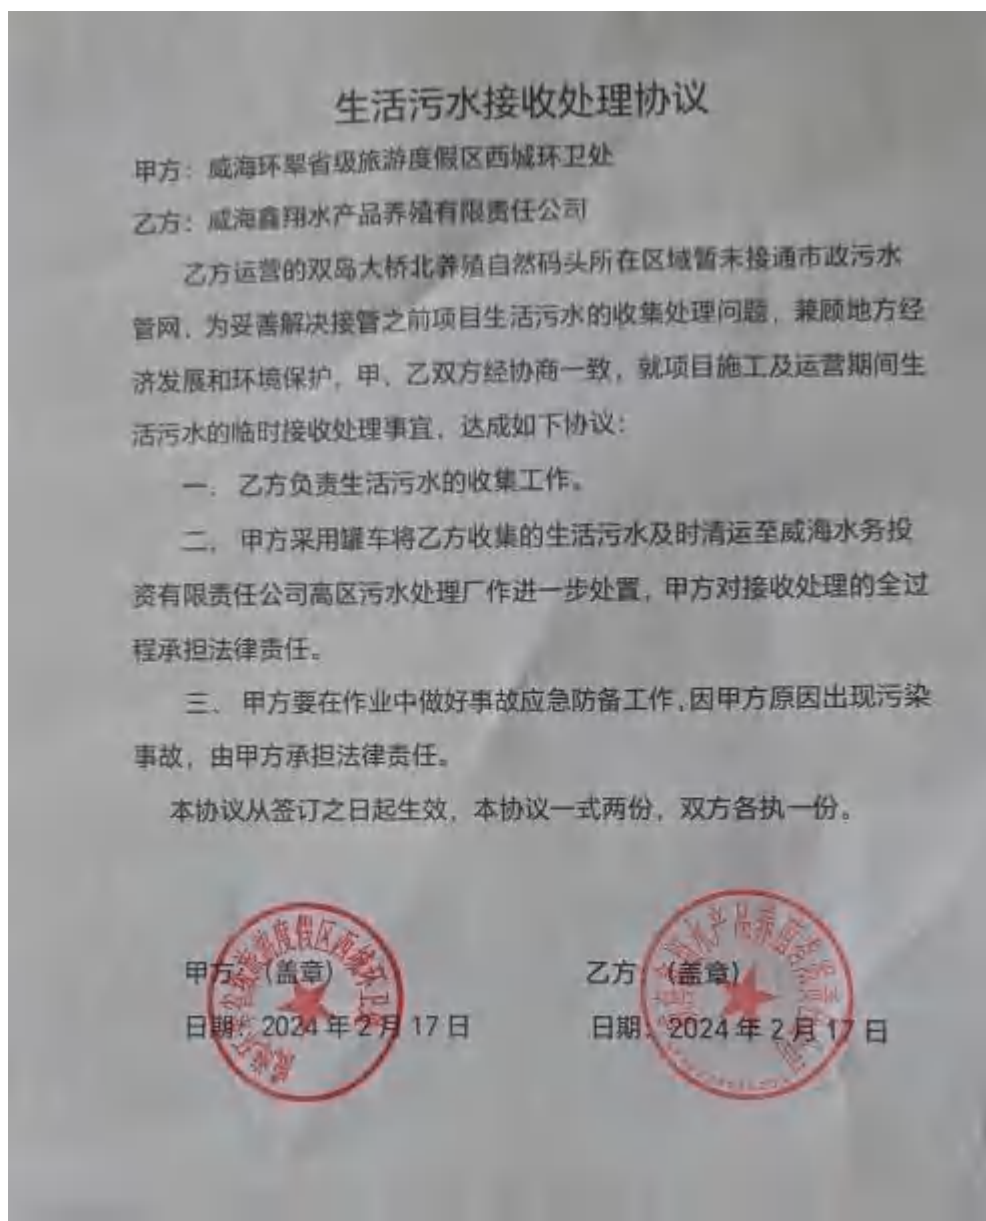 生活污水接收处理协议
甲方：威海环翠省级旅游度假区西城环卫处
乙方：威海鑫翔水产品养殖有限责任公司
乙方运营的双岛大桥北养殖自然码头所在区域暂未接通市政污水
管网，为妥善解决接管之前项目生活污水的收集处理问题，兼顾地方经
济发展和环境保护，甲、乙双方经协商一致，就项目施工及运营期间生
活污水的临时接收处理事宜，达成如下协议：
一、乙方负责生活污水的收集工作。
二、甲方采用罐车将乙方收集的生活污水及时清运至威海水务投
资有限责任公司高区污水处理厂作进一步处置，甲方对接收处理的全过
程承担法律责任。
三、甲方要在作业中做好事故应急防备工作,因甲方原因出现污染
事故，由甲方承担法律责任。
本协议从签订之日起生效，本协议一式两份，双方各执一份。
甲方：（盖章）
乙方：（盖章）
日期：2024 年 2 月 17 日
日期：2024 年 2 月 17 日